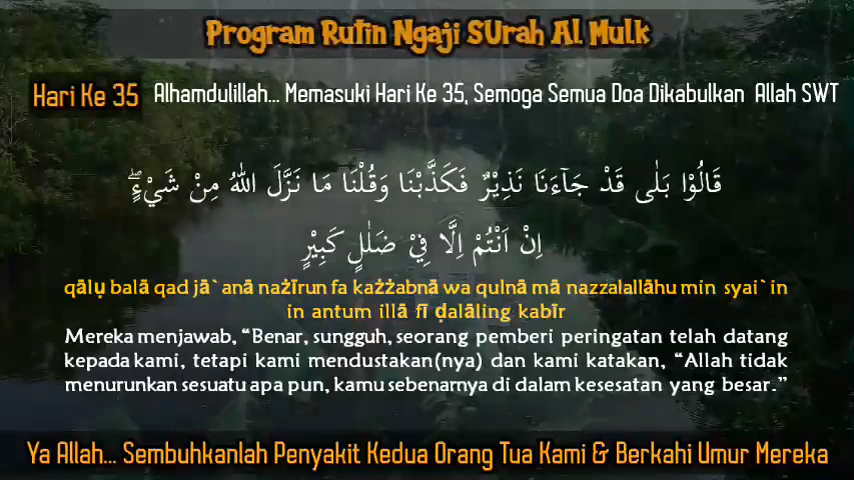 Program Rutin Ngaji SUrah Al Mulk
Hari Ke 35 Alhamdulillah... Memasuki Hari Ke 35, Semoga Semua Doa Dikabulkan Allah SWT
قَالُوْا بَلٰى قَدْ جَاۤءَنَا نَذِيْرٌ فَكَذَّبْنَا وَقُلْنَا مَا نَزَّلَ اللّٰهُ مِنْ شَيْءٍۖ
اِنْ اَنْتُمْ اِلَّا فِيْ ضَلٰلٍ كَبِيْرٍ
qālụ balā qad jā`anā nażīrun fa każżabnā wa qulnā mā nazzalallāhu min syai`in
in antum illā fī ḍalāling kabīr
Mereka menjawab, “Benar, sungguh, seorang pemberi peringatan telah datang
kepada kami, tetapi kami mendustakan(nya) dan kami katakan, “Allah tidak
menurunkan sesuatu apa pun, kamu sebenarnya di dalam kesesatan yang besar.”
Ya Allah... Sembuhkanlah Penyakit Kedua Orang Tua Kami & Berkahi Umur Mereka